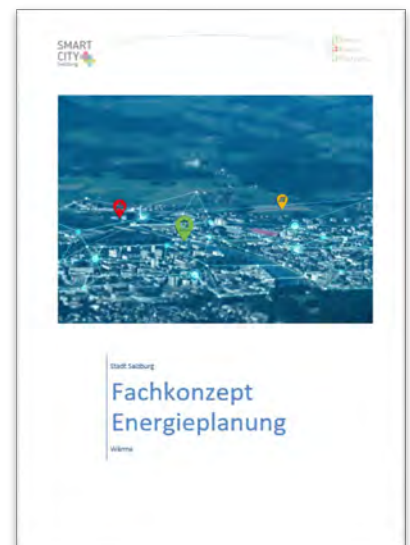 SMART
CITY
Salzburg
Stadt Salzburg
Fachkonzept
Energieplanung
Wärme